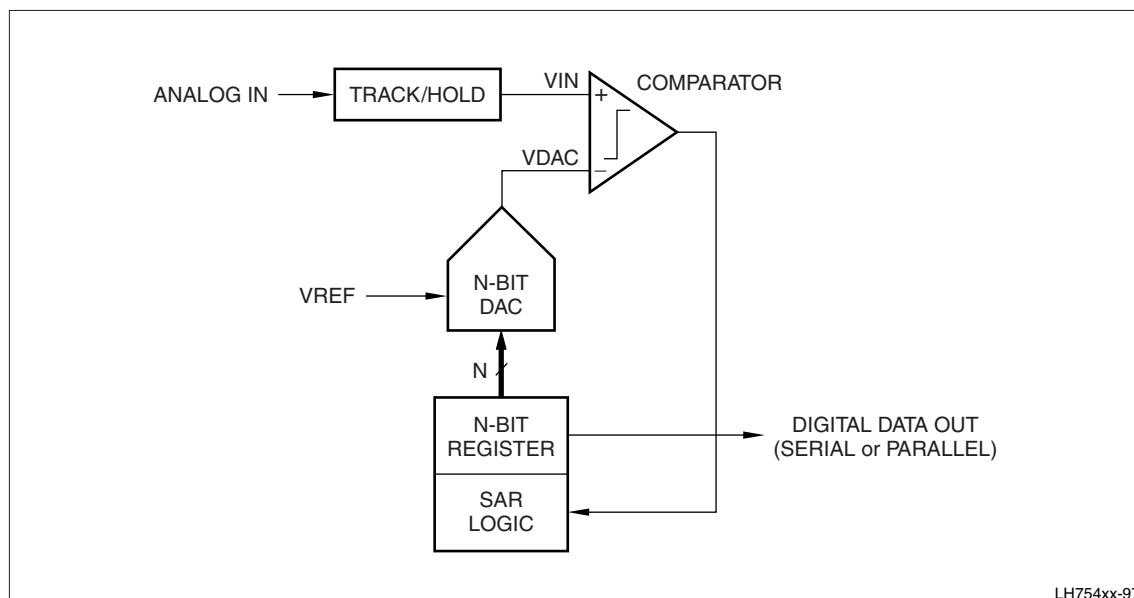 ANALOG IN
TRACK/HOLD
VIN
COMPARATOR
+
VDAC
−
VREF
N-BIT
DAC
N
N-BIT
REGISTER
DIGITAL DATA OUT
(SERIAL or PARALLEL)
SAR
LOGIC